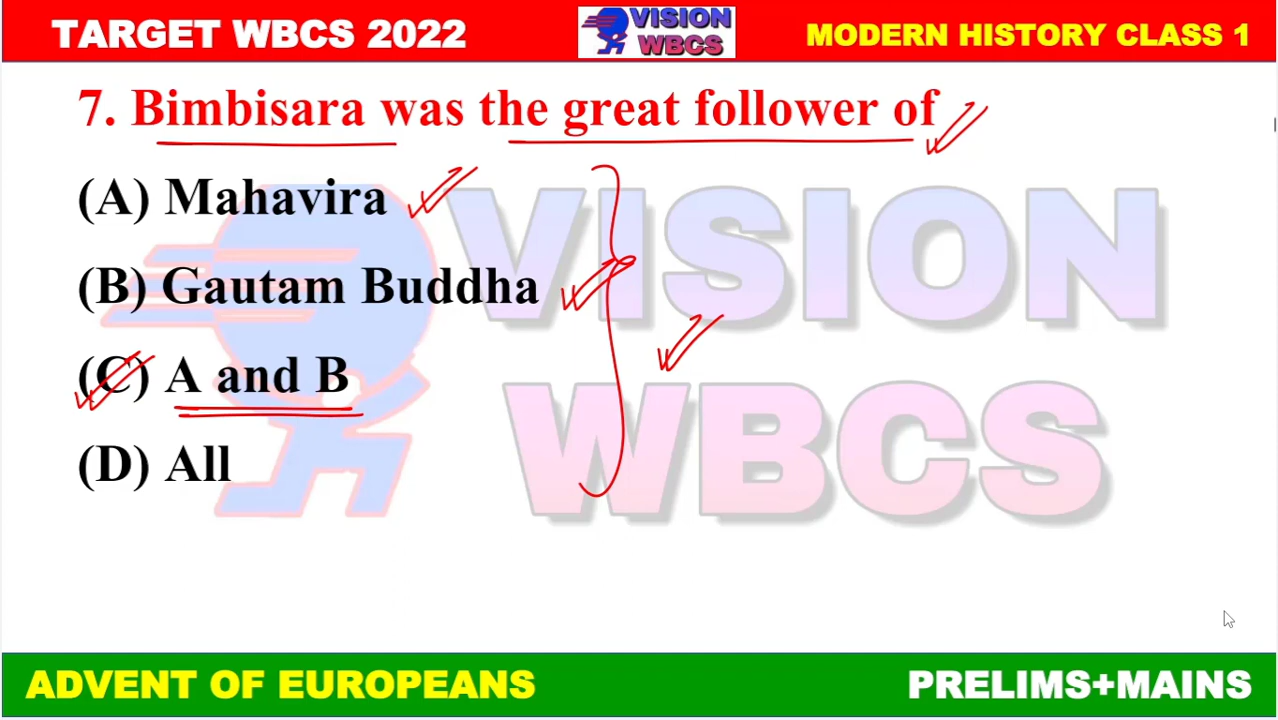 TARGET WBCS 2022
VISION
WBCS
MODERN HISTORY CLASS 1
7. Bimbisara was the great follower of
(A) Mahavira
(B) Gautam Buddha
(C) A and B
(D) All
VISION
WBCS
ADVENT OF EUROPEANS
PRELIMS+MAINS